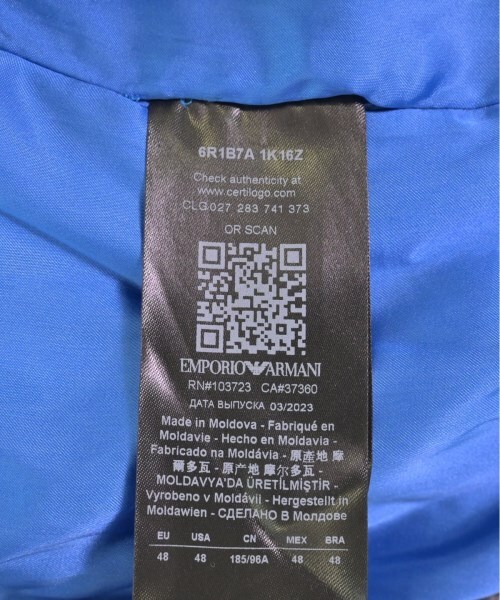 6R1B7A 1K16Z
Check authenticity at
www.certilogo.com
CLG 027 283 741 373
OR SCAN
EMPORIO ARMANI
RN#103723 CA#37360
ДАТА ВЫПУСКА 03/2023
Made in Moldova - Fabriqué en
Moldavie - Hecho en Moldavia -
Fabricado na Moldávia - 原産地 摩
爾多瓦 - 原产地 摩尔多瓦 -
MOLDAVYA'DA ÜRETİLMİŞTİR -
Vyrobeno v Moldávii - Hergestellt in
Moldawien - СДЕЛАНО В Молдове
EU USA CN MEX BRA
48 48 185/96A 48 48